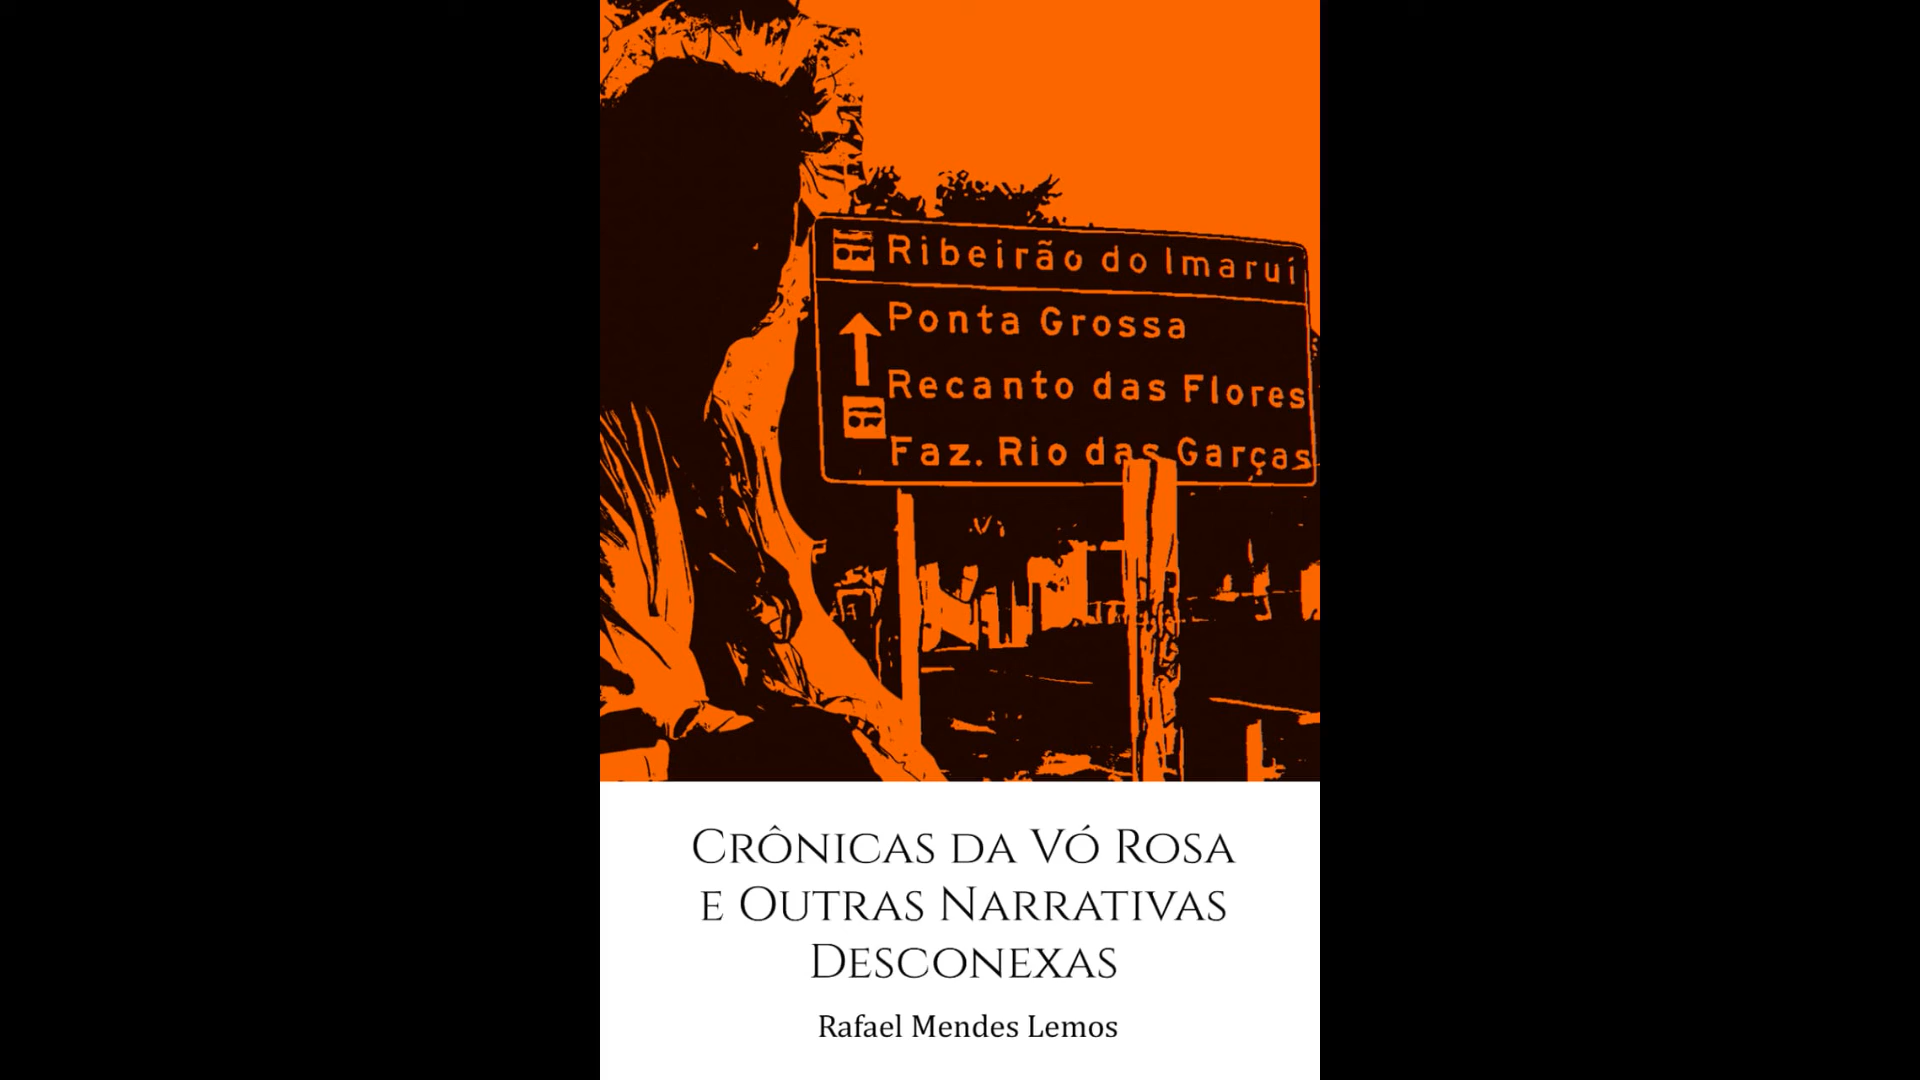 Ribeirão do Imaruí
Ponta Grossa
Recanto das Flores
Faz. Rio das Garças
Crônicas da Vó Rosa
e Outras Narrativas
Desconexas
Rafael Mendes Lemos